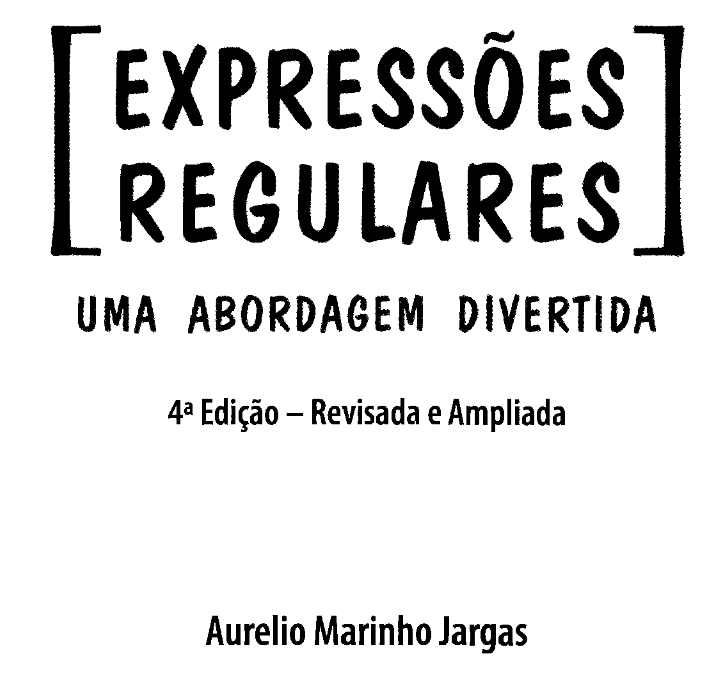 [EXPRESSÕES
REGULARES]
UMA ABORDAGEM DIVERTIDA
4ª Edição – Revisada e Ampliada
Aurelio Marinho Jargas